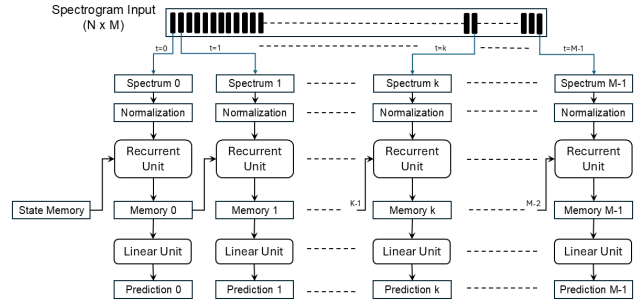 Spectrogram Input
(N x M)
t=0 t=1 t=k t=M-1
Spectrum 0 Spectrum 1 Spectrum k Spectrum M-1
Normalization Normalization Normalization Normalization
Recurrent Recurrent Recurrent Recurrent
Unit Unit Unit Unit
State Memory Memory 0 Memory 1 K-1 Memory k M-2 Memory M-1
Linear Unit Linear Unit Linear Unit Linear Unit
Prediction 0 Prediction 1 Prediction k Prediction M-1